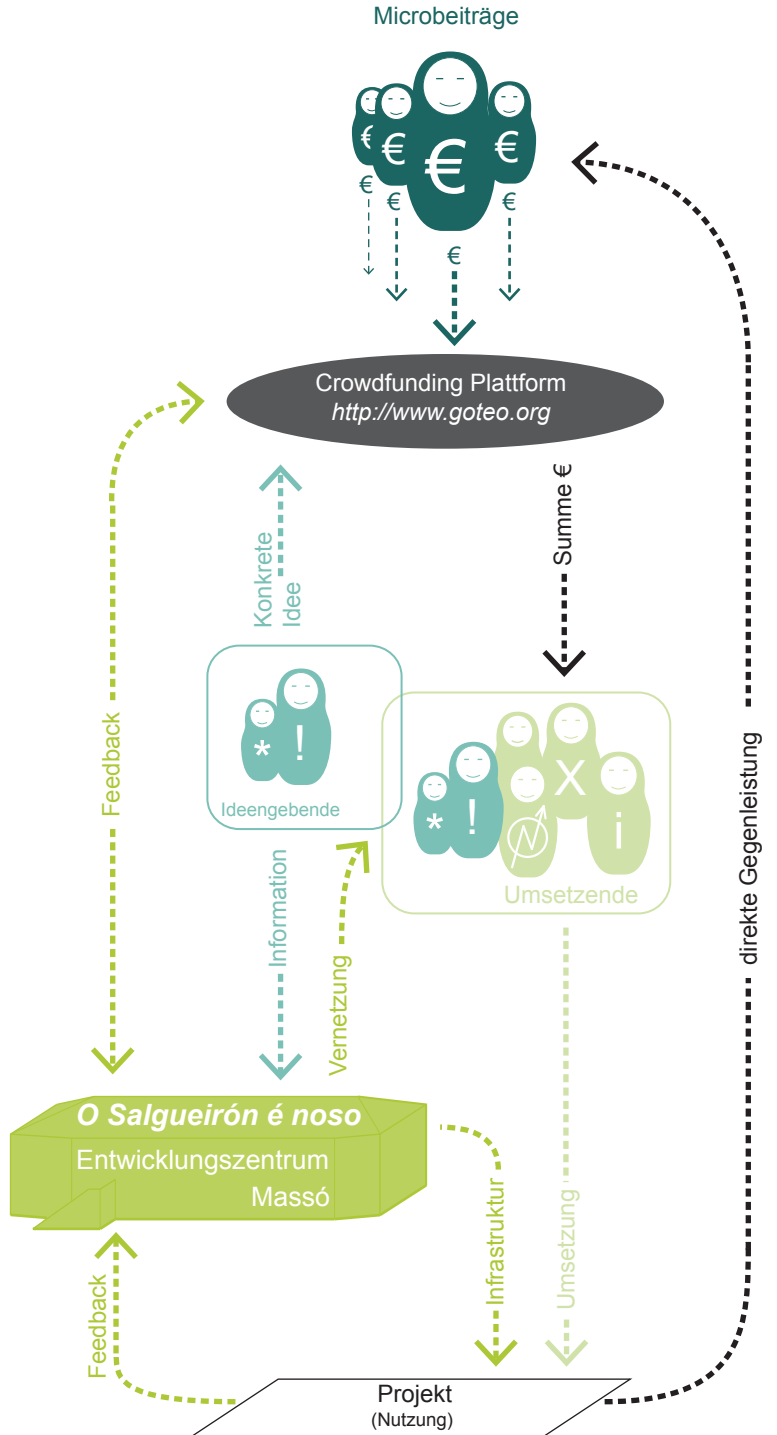 Microbeiträge
€
€
€
€
€
€
€
€
Crowdfunding Plattform
http://www.goteo.org
Konkrete
Idee
Summe €
Feedback
* !
Ideengebende
* ! X i
Umsetzende
direkte Gegenleistung
Information
Vernetzung
O Salgueirón é noso
Entwicklungszentrum
Massó
Infrastruktur
Umsetzung
Feedback
Projekt
(Nutzung)